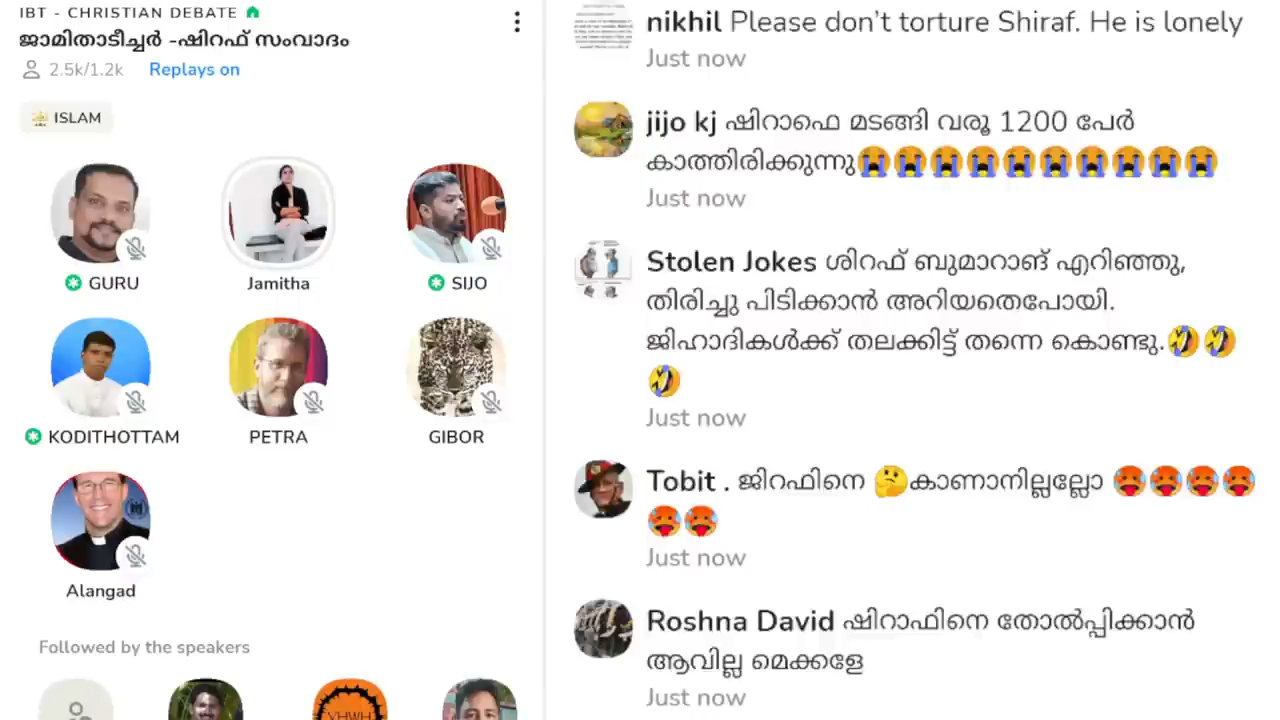 IBT - CHRISTIAN DEBATE
ജാമിതാടീച്ചർ -ഷിറഫ് സംവാദം
2.5k/1.2k Replays on
ISLAM
GURU
Jamitha
SIJO
KODITHOTTAM
PETRA
GIBOR
Alangad
Followed by the speakers
YHWH
nikhil Please don't torture Shiraf. He is lonely
Just now
jijo kj ഷിറാഫെ മടങ്ങി വരൂ 1200 പേർ
കാത്തിരിക്കുന്നു😭😭😭😭😭😭😭😭😭😭
Just now
Stolen Jokes ശിറഫ് ബുമാറാങ് എറിഞ്ഞു,
തിരിച്ചു പിടിക്കാൻ അറിയതെപോയി.
ജിഹാദികൾക്ക് തലക്കിട്ട് തന്നെ കൊണ്ടു.🤣🤣
🤣
Just now
Tobit . ജിറഫിനെ 🤔കാണാനില്ലല്ലോ 🥵🥵🥵🥵
🥵🥵
Just now
Roshna David ഷിറാഫിനെ തോൽപ്പിക്കാൻ
ആവില്ല മെക്കളേ
Just now